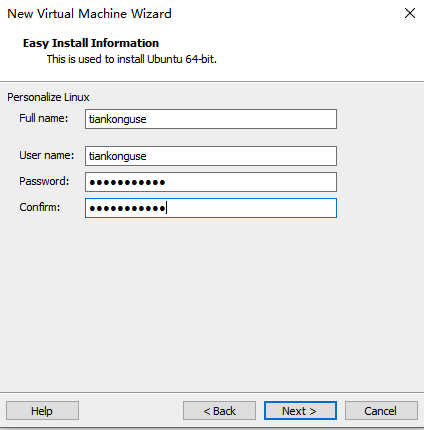 New Virtual Machine Wizard
Easy Install Information
This is used to install Ubuntu 64-bit.
Personalize Linux
Full name: tiankonguse
User name: tiankonguse
Password: ●●●●●●●●●●●
Confirm: ●●●●●●●●●●●
Help < Back Next > Cancel